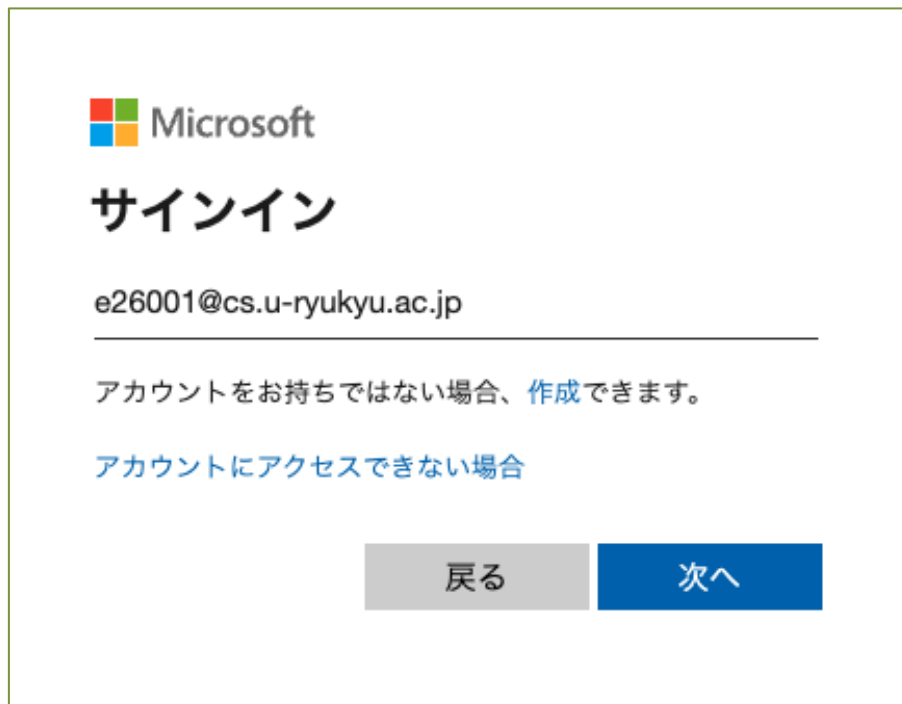 Microsoft
サインイン
e26001@cs.u-ryukyu.ac.jp
アカウントをお持ちではない場合、作成できます。
アカウントにアクセスできない場合
戻る
次へ